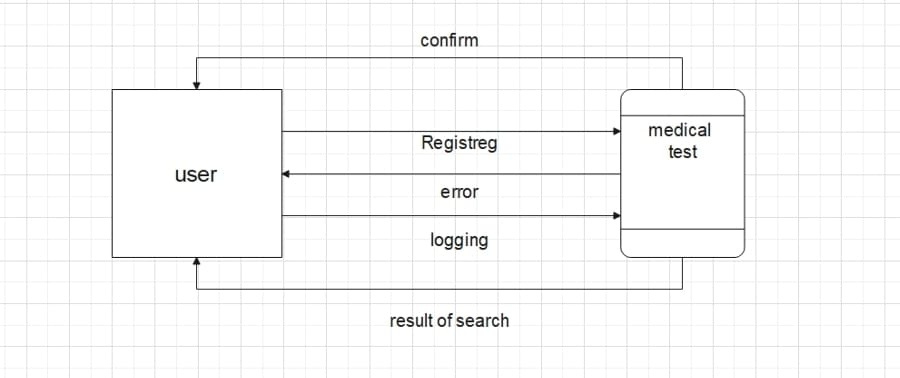 confirm
Registreg
medical
test
user
error
logging
result of search